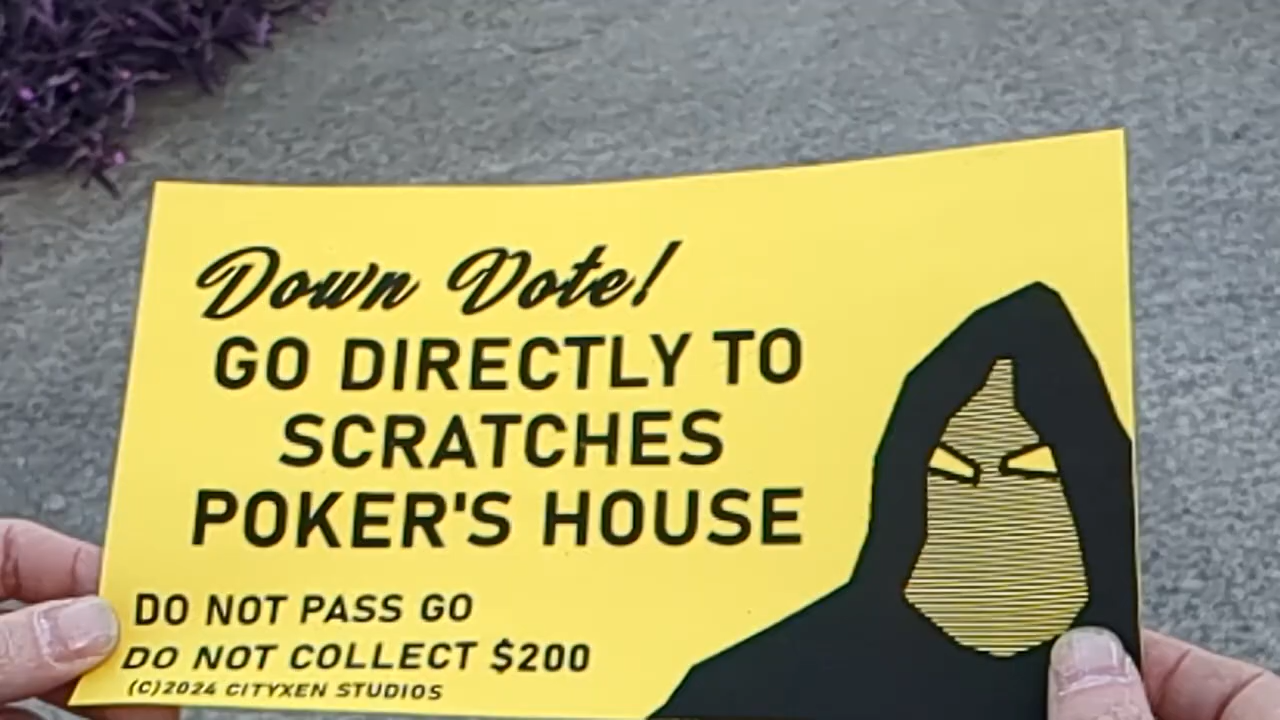 Down Vote!
GO DIRECTLY TO
SCRATCHES
POKER'S HOUSE
DO NOT PASS GO
DO NOT COLLECT $200
(C)2024 CITYXEN STUDIOS